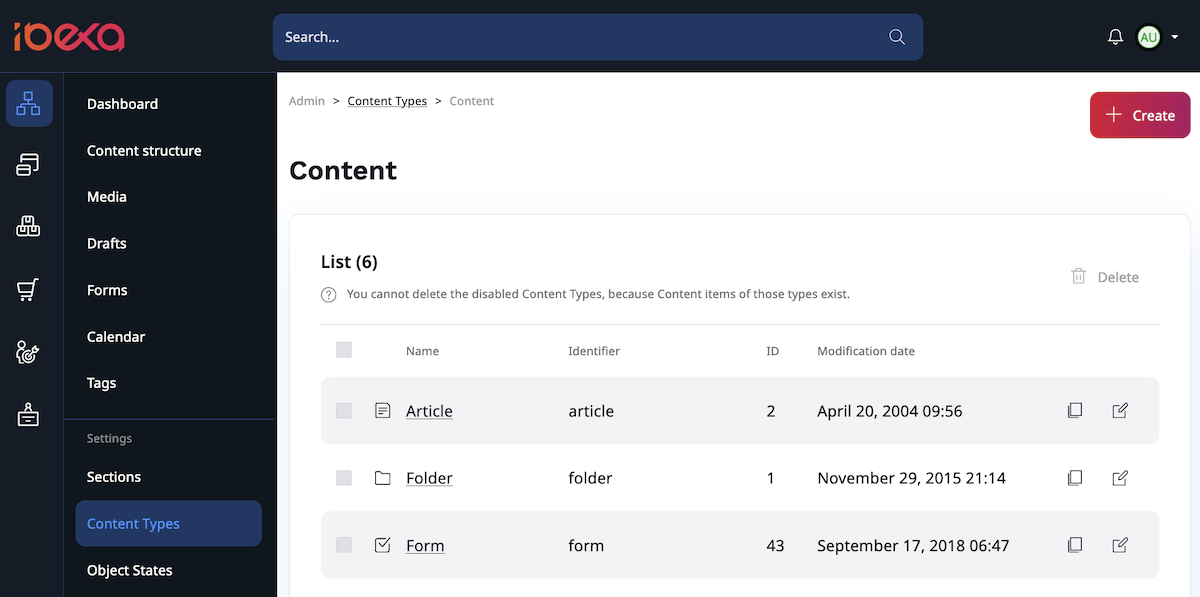 ibexa
Search...
AU
Dashboard
Content structure
Media
Drafts
Forms
Calendar
Tags
Settings
Sections
Content Types
Object States
Admin > Content Types > Content
Create
Content
List (6)
Delete
? You cannot delete the disabled Content Types, because Content items of those types exist.
Name Identifier ID Modification date
Article article 2 April 20, 2004 09:56
Folder folder 1 November 29, 2015 21:14
Form form 43 September 17, 2018 06:47